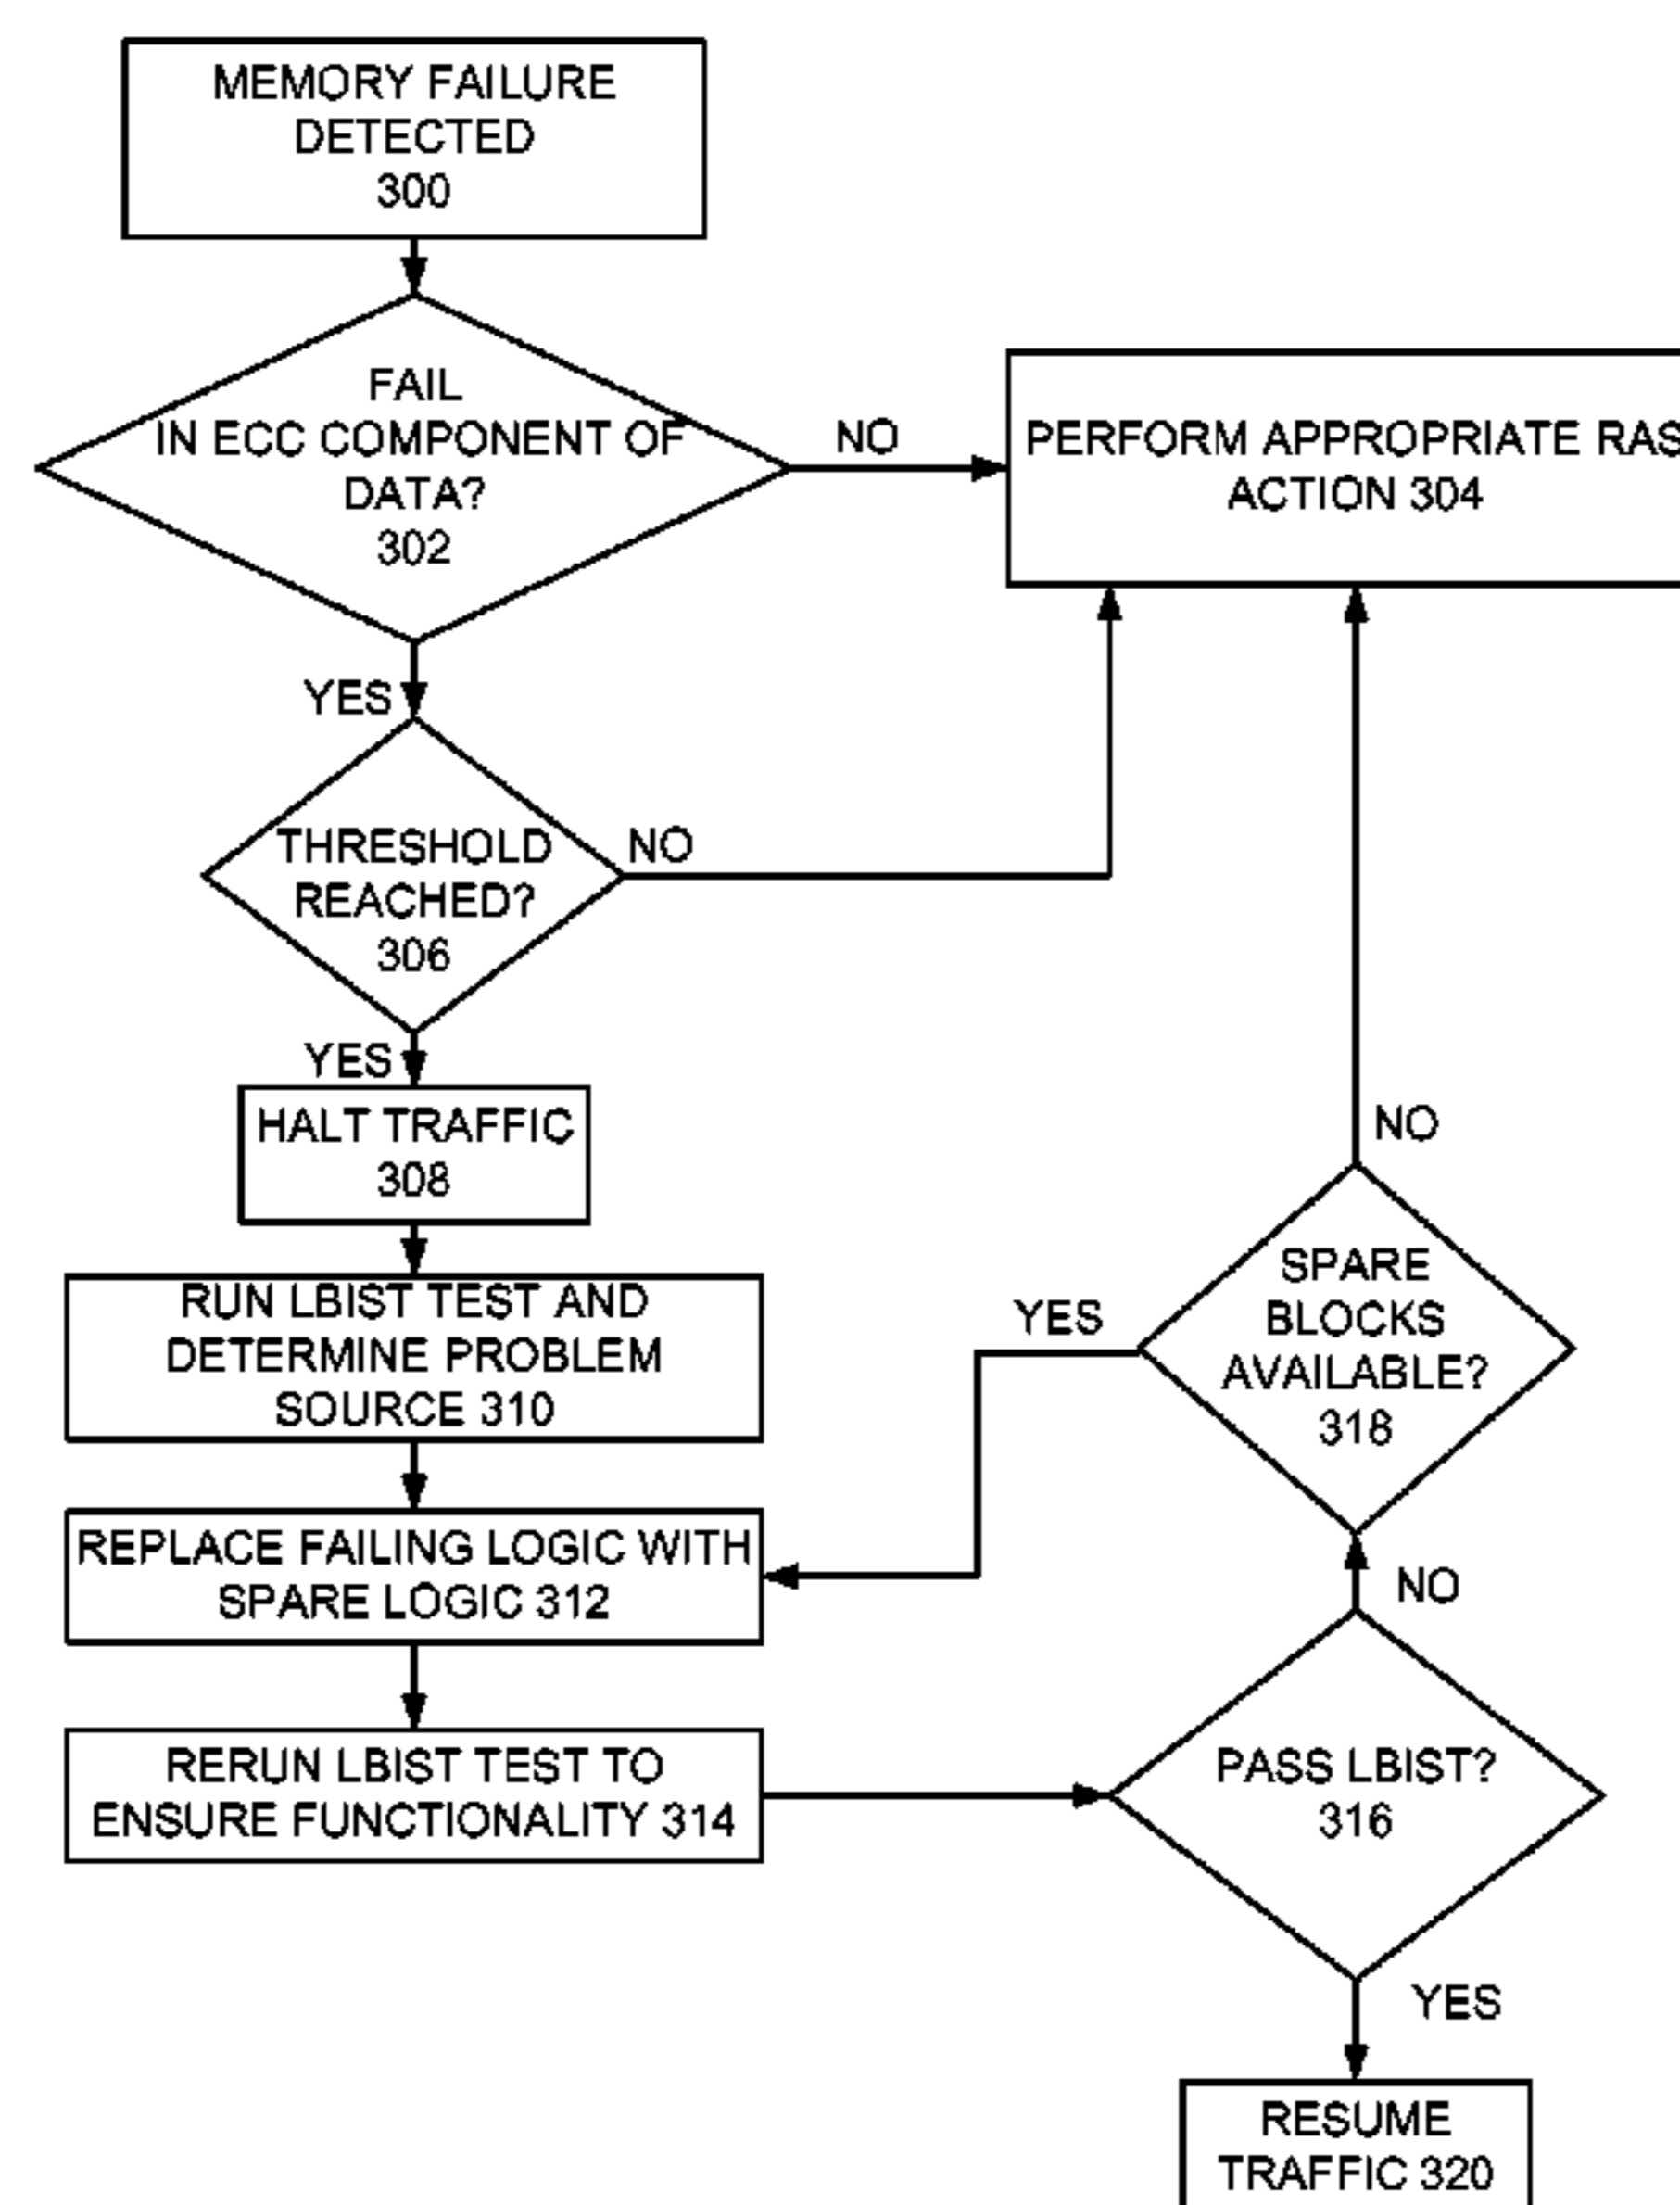 MEMORY FAILURE
DETECTED
300
FAIL
IN ECC COMPONENT OF
DATA?
302
NO
PERFORM APPROPRIATE RAS
ACTION 304
YES
THRESHOLD
REACHED?
306
NO
YES
HALT TRAFFIC
308
RUN LBIST TEST AND
DETERMINE PROBLEM
SOURCE 310
REPLACE FAILING LOGIC WITH
SPARE LOGIC 312
RERUN LBIST TEST TO
ENSURE FUNCTIONALITY 314
NO
SPARE
BLOCKS
AVAILABLE?
318
YES
NO
PASS LBIST?
316
YES
RESUME
TRAFFIC 320